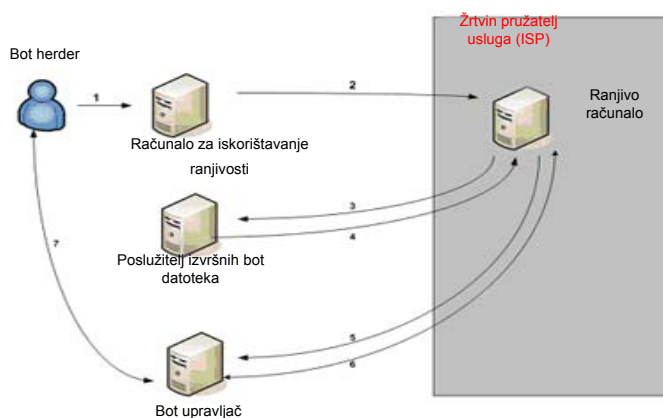 Žrtvin pružatelj
usluga (ISP)
Bot herder
1
2
Ranjivo
računalo
Računalo za iskorištavanje
ranjivosti
3
4
7
Poslužitelj izvršnih bot
datoteka
5
6
Bot upravljač